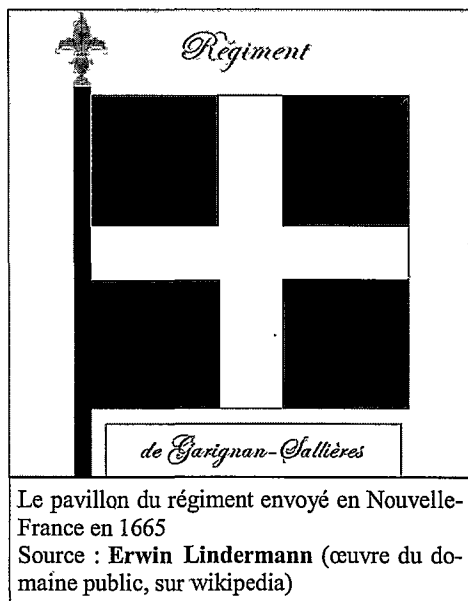 Régiment
de Carignan-Sallières
Le pavillon du régiment envoyé en Nouvelle-
France en 1665
Source : Erwin Lindermann (œuvre du do-
maine public, sur wikipedia)